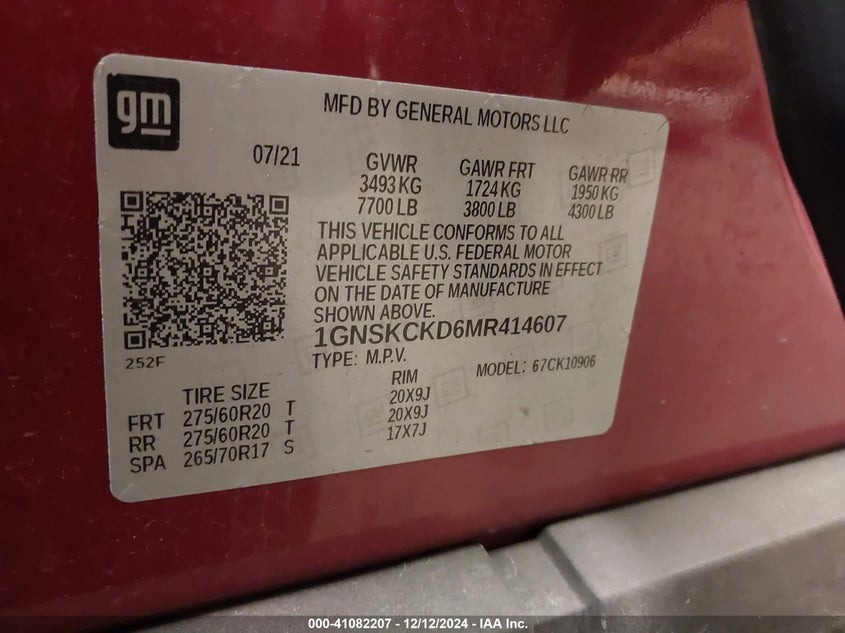 gm
MFD BY GENERAL MOTORS LLC
07/21 GVWR GAWR FRT GAWR RR
3493 KG 1724 KG 1950 KG
7700 LB 3800 LB 4300 LB
THIS VEHICLE CONFORMS TO ALL
APPLICABLE U.S. FEDERAL MOTOR
VEHICLE SAFETY STANDARDS IN EFFECT
ON THE DATE OF MANUFACTURE
SHOWN ABOVE.
1GNSKCKD6MR414607
252F
TYPE: M.P.V. MODEL: 67CK10906
TIRE SIZE RIM
FRT 275/60R20 T 20X9J
RR 275/60R20 T 20X9J
SPA 265/70R17 S 17X7J
000-41082207 - 12/12/2024 - IAA Inc.